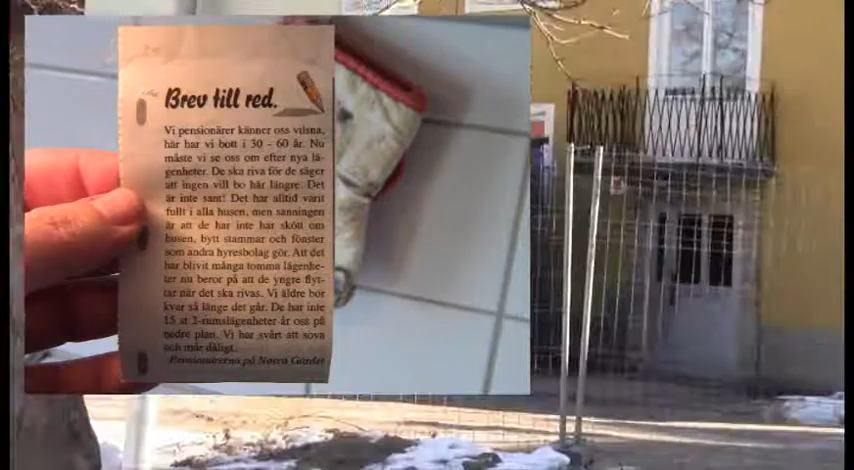 Brev till red.
Vi pensionärer känner oss vilsna,
här har vi bott i 30 - 60 år. Nu
måste vi se oss om efter nya lä-
genheter. De ska riva för de säger
att ingen vill bo här längre. Det
är inte sant! Det har alltid varit
fullt i alla husen, men sanningen
är att de har inte har skött om
husen, bytt stammar och fönster
som andra hyresbolag gör. Att det
har blivit många tomma lägenhe-
ter nu beror på att de yngre flyt-
tar när det ska rivas. Vi äldre bor
kvar så länge det går. De har inte
15 st 2-rumslägenheter åt oss på
nedre plan. Vi har svårt att sova
och mår dåligt.
Pensionärerna på Norra Gärdet